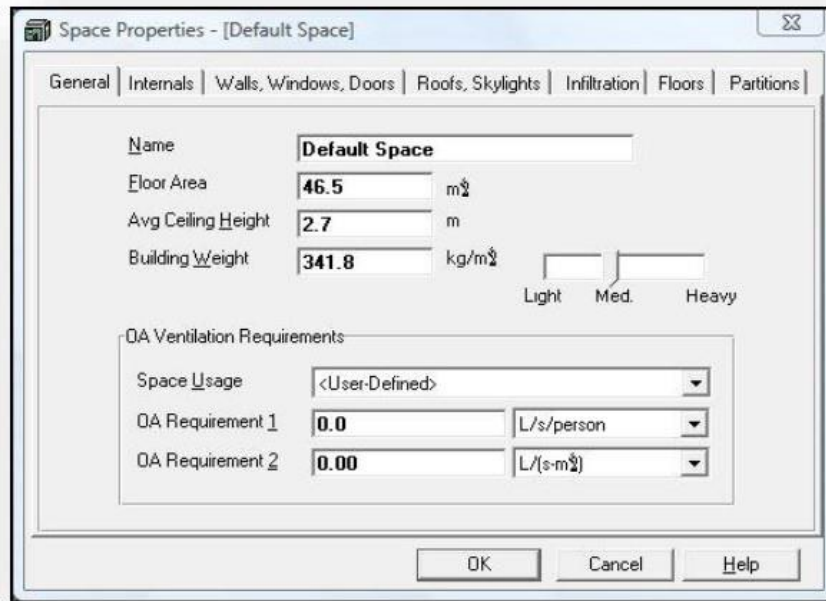 Space Properties - [Default Space]
General Internals Walls, Windows, Doors Roofs, Skylights Infiltration Floors Partitions
Name Default Space
Floor Area 46.5 m²
Avg Ceiling Height 2.7 m
Building Weight 341.8 kg/m²
Light Med. Heavy
OA Ventilation Requirements
Space Usage <User-Defined>
OA Requirement 1 0.0 L/s/person
OA Requirement 2 0.00 L/(s-m²)
OK Cancel Help